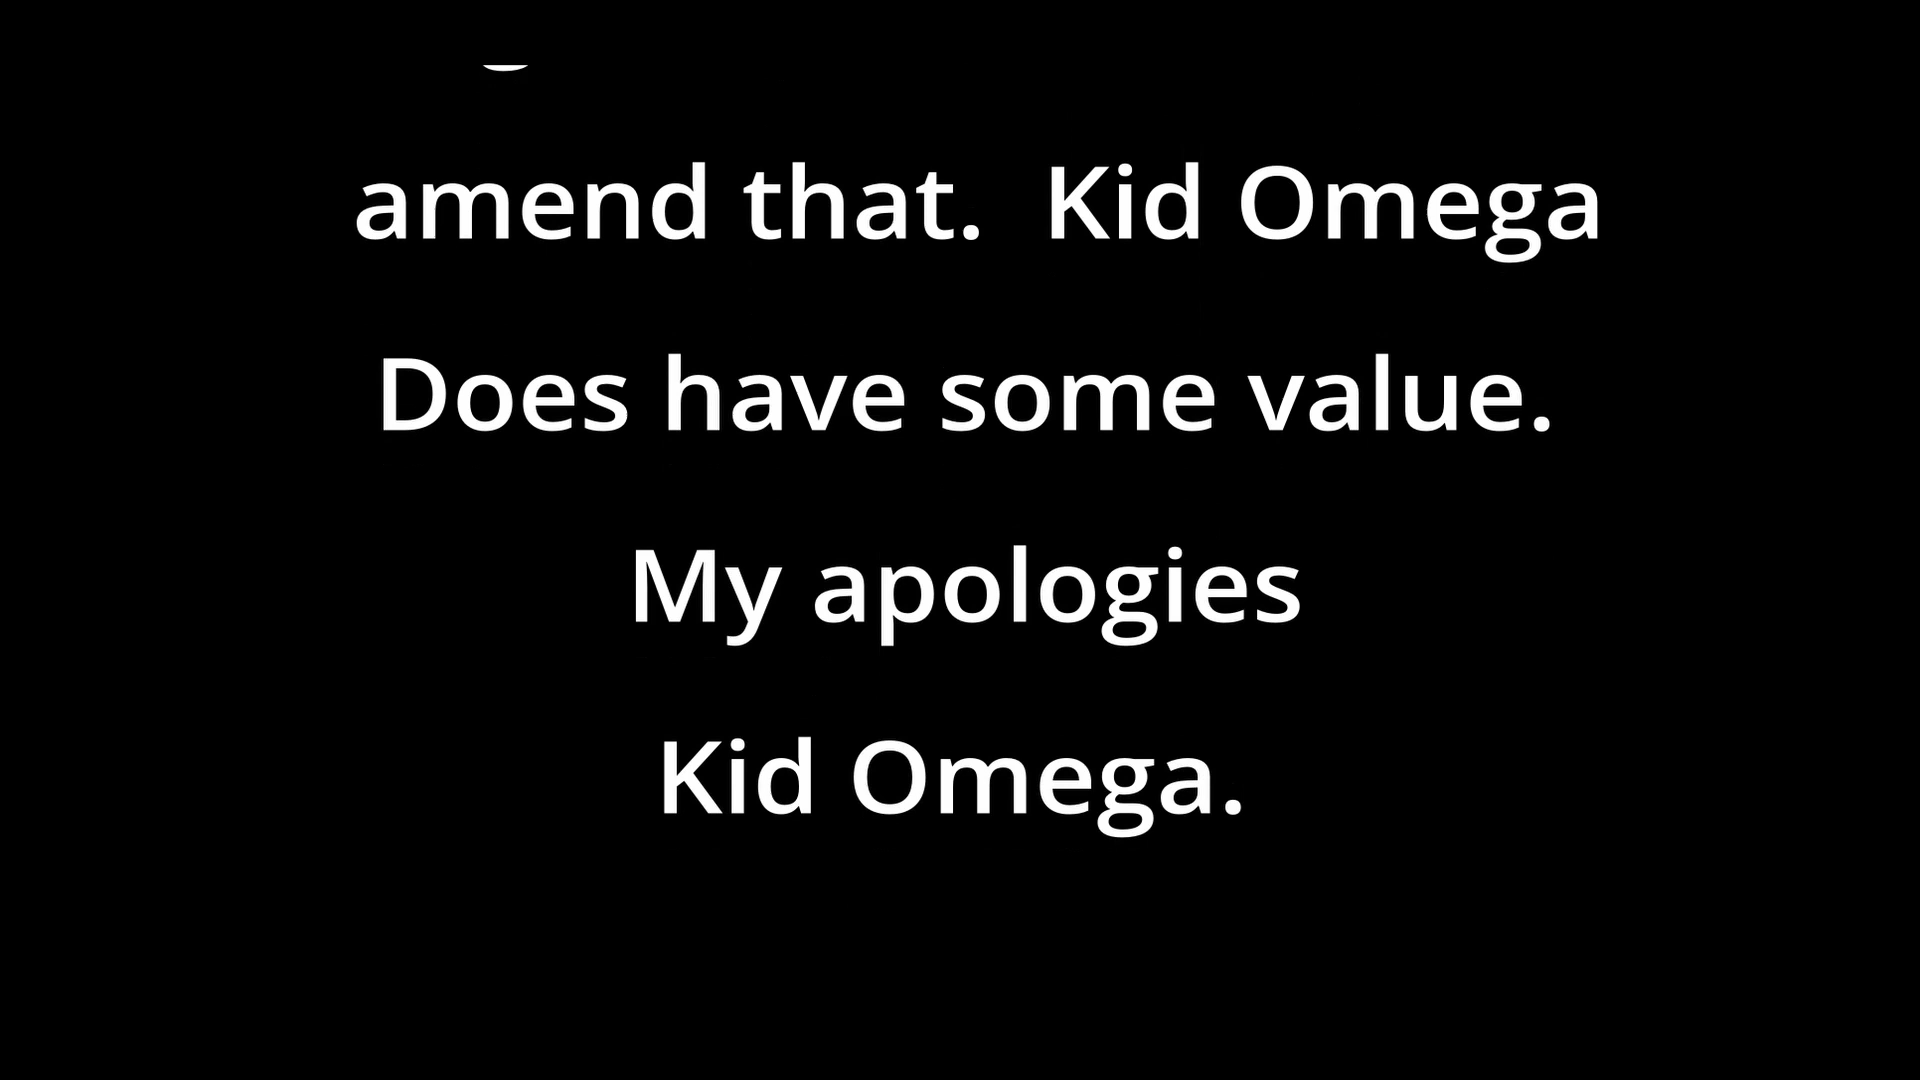 amend that.  Kid Omega
Does have some value.
My apologies
Kid Omega.